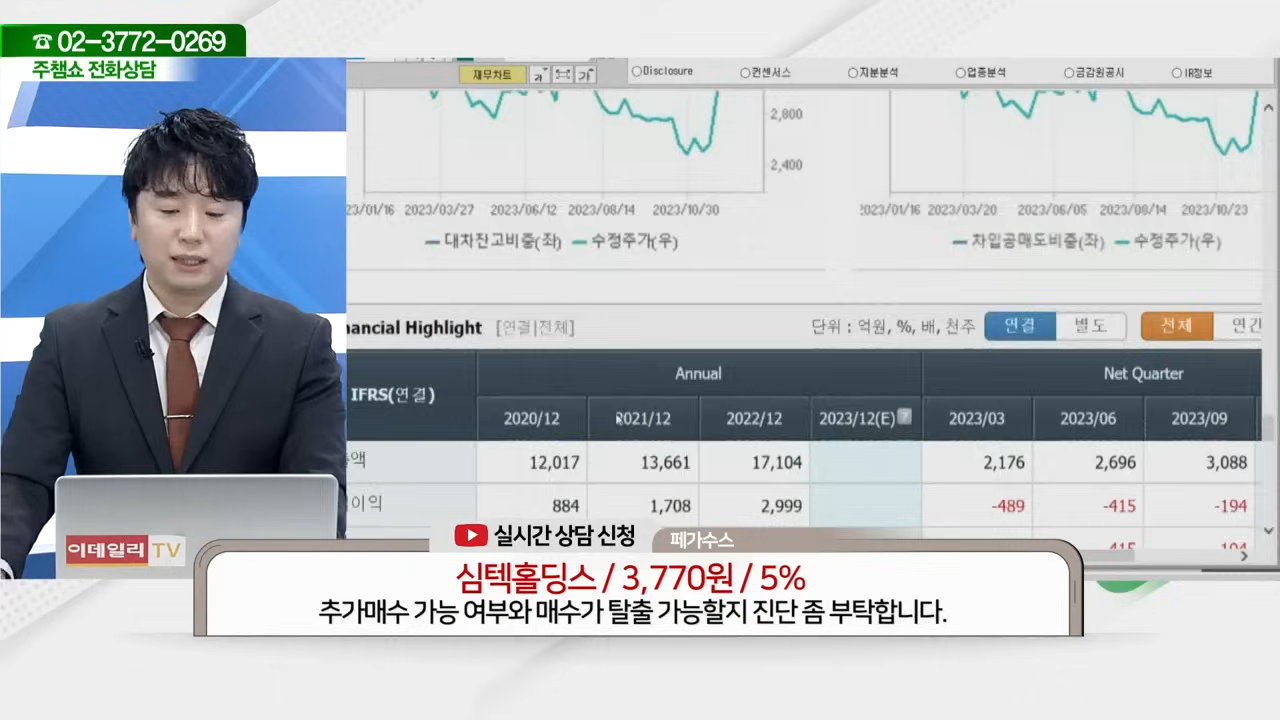 ☎ 02-3772-0269
주챔쇼 전화상담
재무차트 가 가
Disclosure 컨센서스 지분분석 업종분석 금감원공시 IR정보
2,800
2,400
23/01/16 2023/03/27 2023/06/12 2023/08/14 2023/10/30
대차잔고비중(좌) 수정주가(우)
2023/01/16 2023/03/20 2023/06/05 2023/08/14 2023/10/23
차입공매도비중(좌) 수정주가(우)
nancial Highlight [연결|전체]
단위 : 억원, %, 배, 천주 연결 별도 전체 연간
IFRS(연결) Annual Net Quarter
2020/12 2021/12 2022/12 2023/12(E) 2023/03 2023/06 2023/09
액 12,017 13,661 17,104 2,176 2,696 3,088
이익 884 1,708 2,999 -489 -415 -194
이데일리 TV
실시간 상담 신청
페가수스
심텍홀딩스 / 3,770원 / 5%
추가매수 가능 여부와 매수가 탈출 가능할지 진단 좀 부탁합니다.